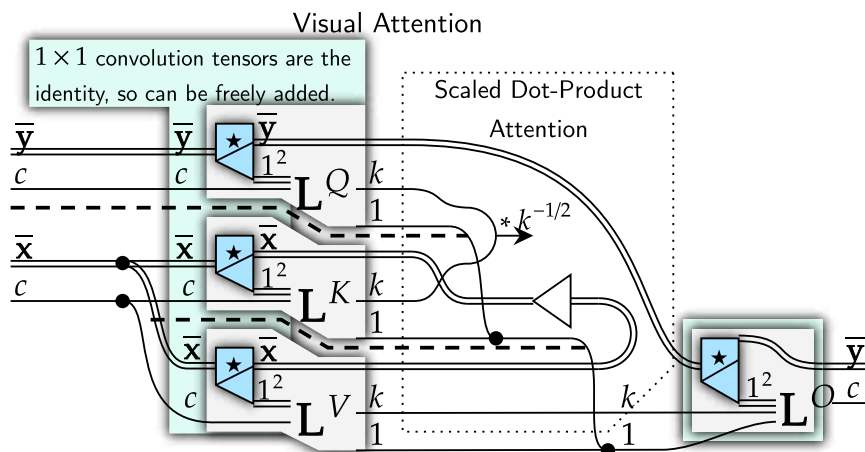 Visual Attention
1 × 1 convolution tensors are the
identity, so can be freely added.
Scaled Dot-Product
Attention
y̅ y̅ ★ y̅
1²
c c L Q k
1
* k^{-1/2}
x̅ x̅ ★ x̅
1²
c c L K k
1
x̅ ★ x̅
1²
c L V k k
1 1
★ y̅
1²
L O c